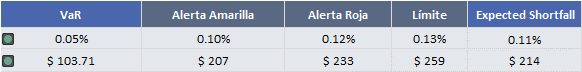 VaR Alerta Amarilla Alerta Roja Límite Expected Shortfall
0.05% 0.10% 0.12% 0.13% 0.11%
$ 103.71 $ 207 $ 233 $ 259 $ 214